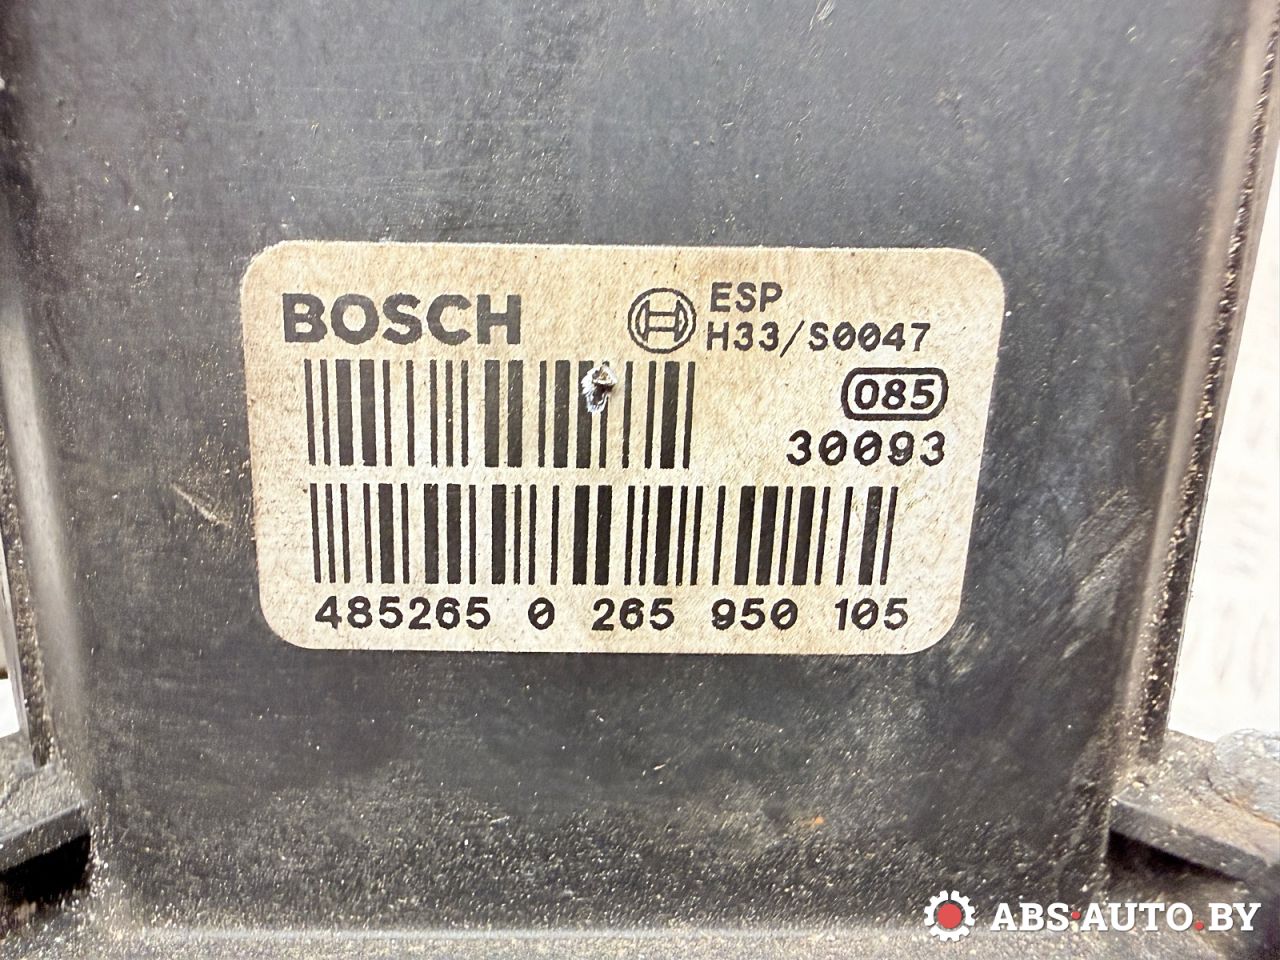 BOSCH
ESP
H33/S0047
085
30093
485265 0 265 950 105
ABS-AUTO.BY